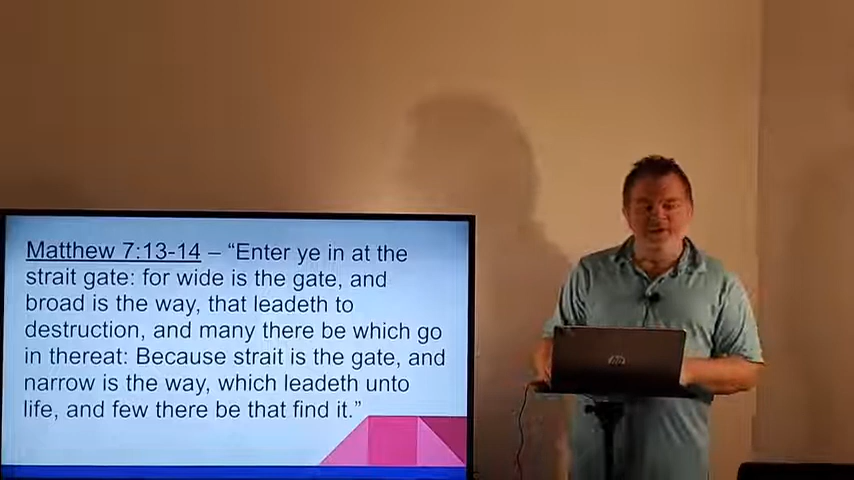 Matthew 7:13-14 – “Enter ye in at the
strait gate: for wide is the gate, and
broad is the way, that leadeth to
destruction, and many there be which go
in thereat: Because strait is the gate, and
narrow is the way, which leadeth unto
life, and few there be that find it.”
hp